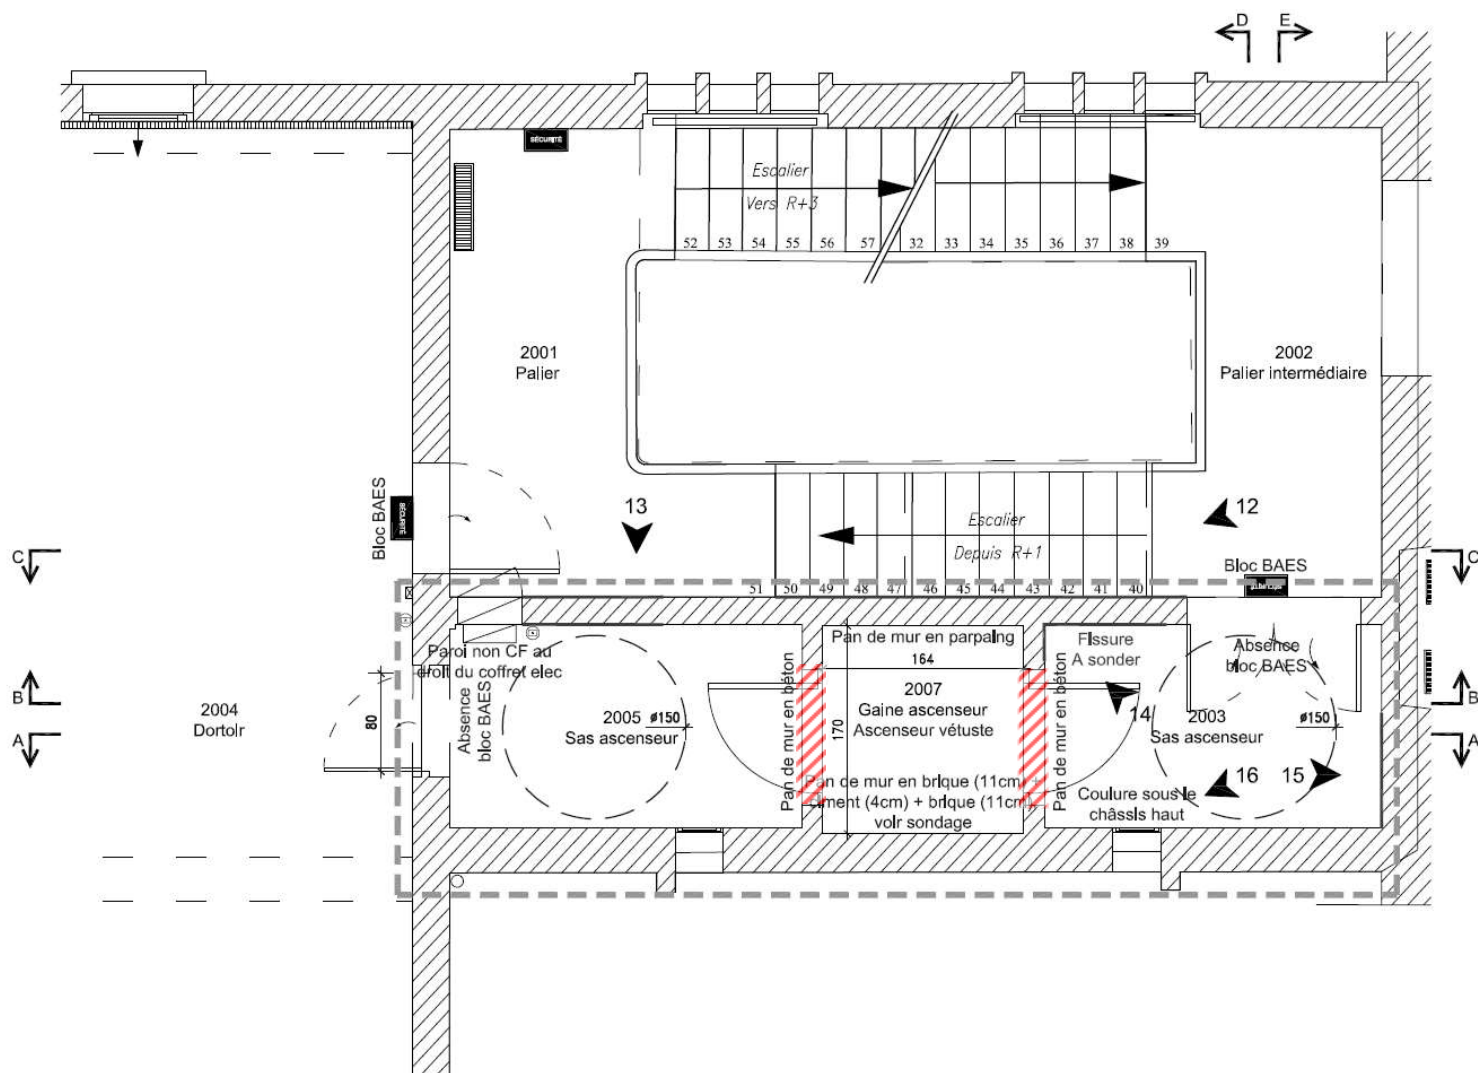 D E
SÉCURITÉ
Escalier
Vers R+3
52 53 54 55 56 57 32 33 34 35 36 37 38 39
2001
Palier
2002
Palier intermédiaire
Bloc BAES
SÉCURITÉ
13
12
Escalier
Depuis R+1
C
C
Bloc BAES
SÉCURITÉ
51 50 49 48 47 46 45 44 43 42 41 40
Paroi non CF au
droit du coffret elec
Pan de mur en parpaing
164
Fissure
A sonder
Absence
bloc BAES
B
B
2004
Dortoir
80
Absence
bloc BAES
2005
Sas ascenseur
ø150
Pan de mur en béton
170
2007
Gaine ascenseur
Ascenseur vétuste
Pan de mur en béton
14
2003
Sas ascenseur
ø150
A
A
Pan de mur en brique (11cm) +
ciment (4cm) + brique (11cm),
voir sondage
16 15
Coulure sous le
châssis haut